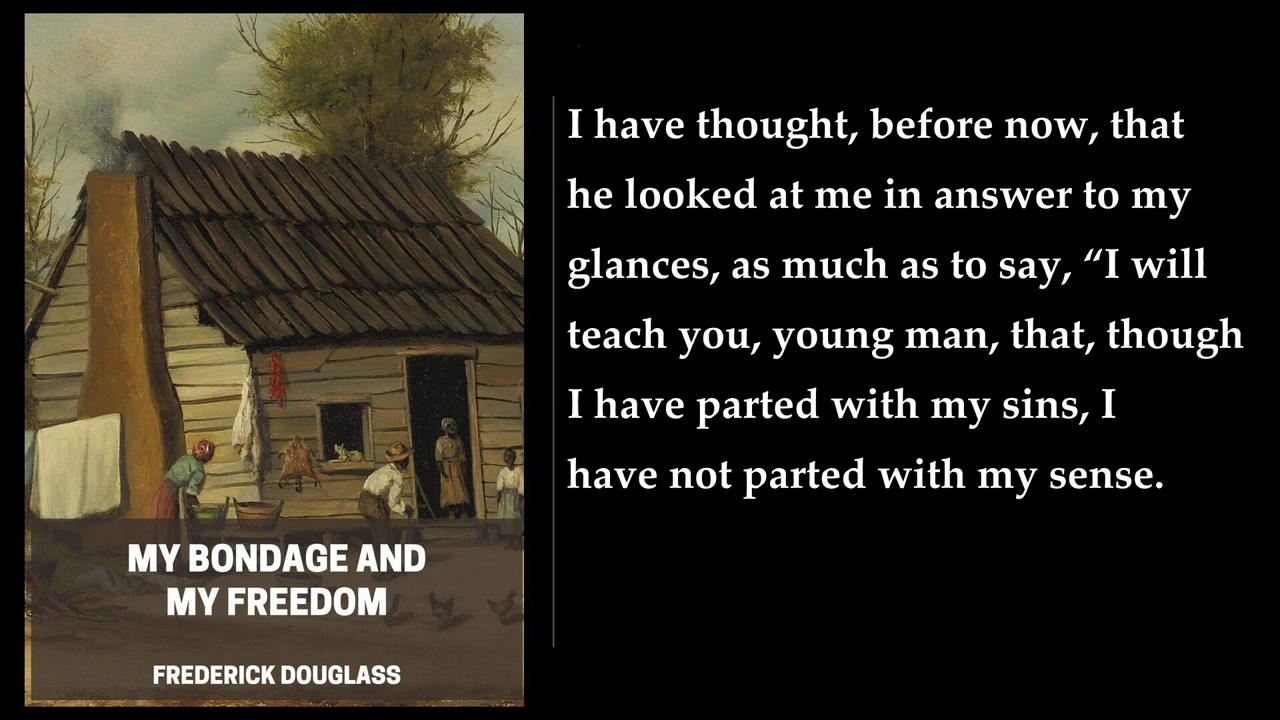 MY BONDAGE AND
MY FREEDOM
FREDERICK DOUGLASS
I have thought, before now, that
he looked at me in answer to my
glances, as much as to say, “I will
teach you, young man, that, though
I have parted with my sins, I
have not parted with my sense.